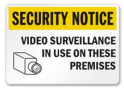 SECURITY NOTICE
VIDEO SURVEILLANCE
IN USE ON THESE
PREMISES